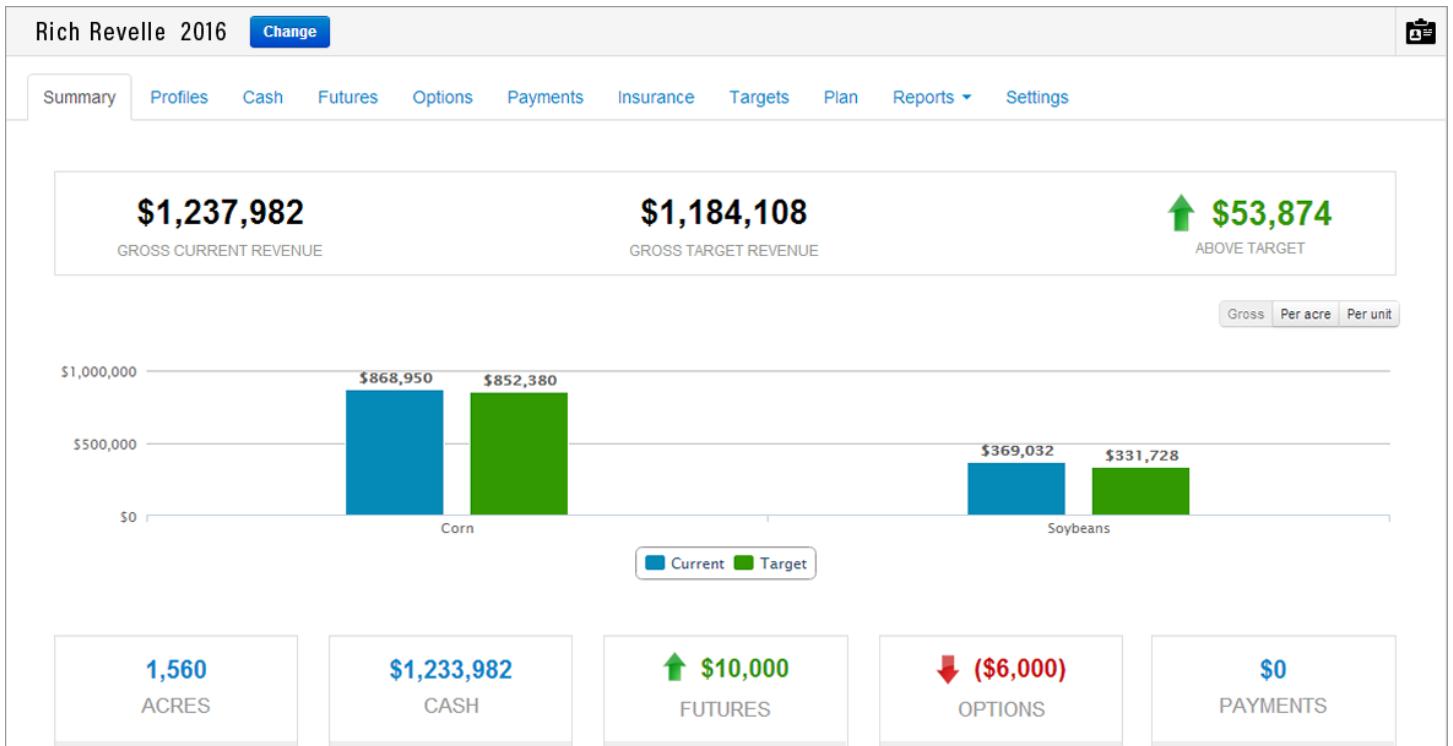 Rich Revelle 2016 Change
Summary Profiles Cash Futures Options Payments Insurance Targets Plan Reports Settings
$1,237,982 $1,184,108 $53,874
GROSS CURRENT REVENUE GROSS TARGET REVENUE ABOVE TARGET
Gross Per acre Per unit
$1,000,000
$868,950 $852,380
$500,000
$369,032 $331,728
$0
Corn Soybeans
Current Target
1,560 $1,233,982 $10,000 ($6,000) $0
ACRES CASH FUTURES OPTIONS PAYMENTS